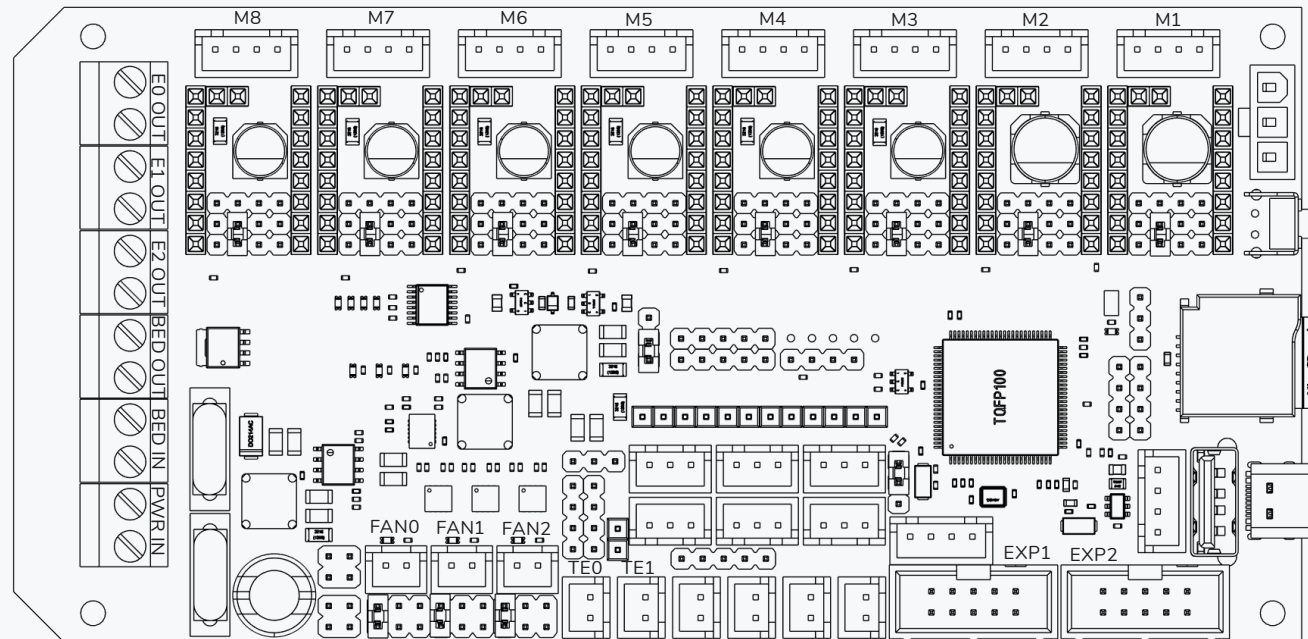 M8 M7 M6 M5 M4 M3 M2 M1
E0 OUT
E1 OUT
E2 OUT
BED OUT
BED IN
PWR IN
TQFP100
DO214AC
FAN0 FAN1 FAN2
TE0 TE1
EXP1 EXP2